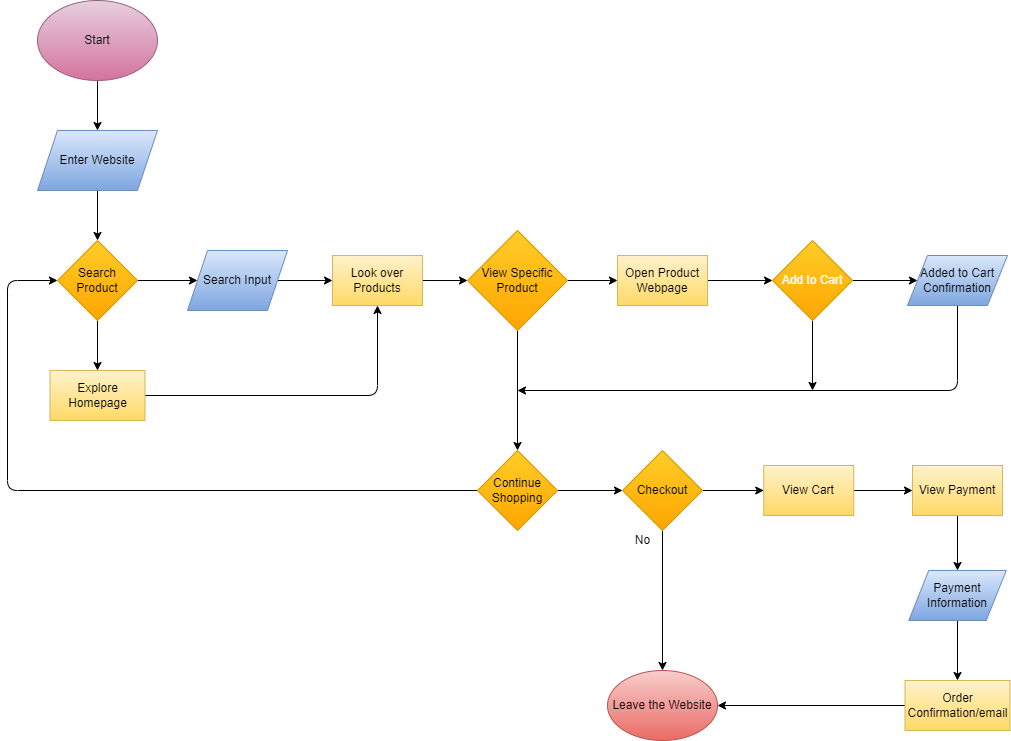 Start
Enter Website
Search
Product
Search Input
Look over
Products
View Specific
Product
Open Product
Webpage
Add to Cart
Added to Cart
Confirmation
Explore
Homepage
Continue
Shopping
Checkout
View Cart
View Payment
No
Payment
Information
Leave the Website
Order
Confirmation/email